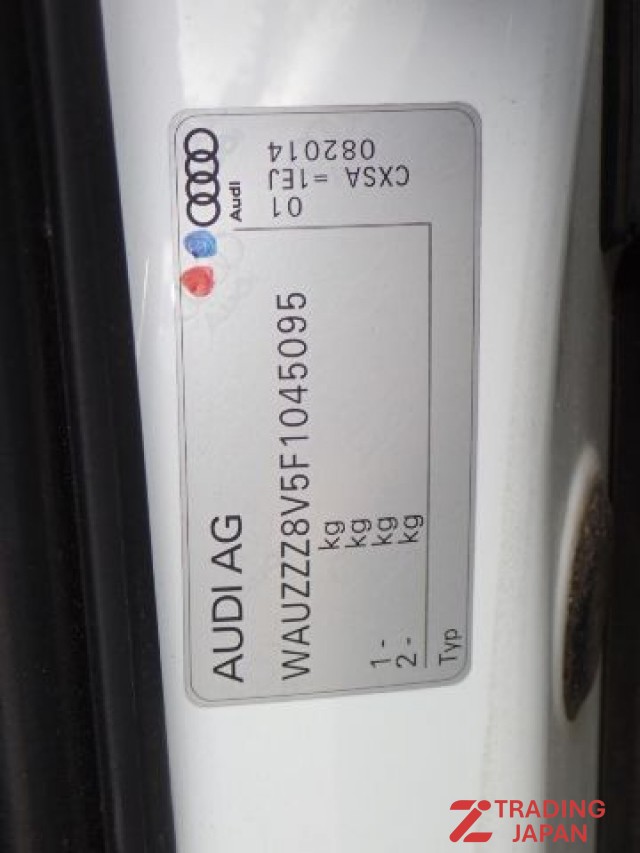 AUDI AG
Audi
WAUZZZ8V5F1045095
kg
kg
1 - kg
2 - kg
Typ
01
CXSA =1EJ
082014
TRADING
JAPAN